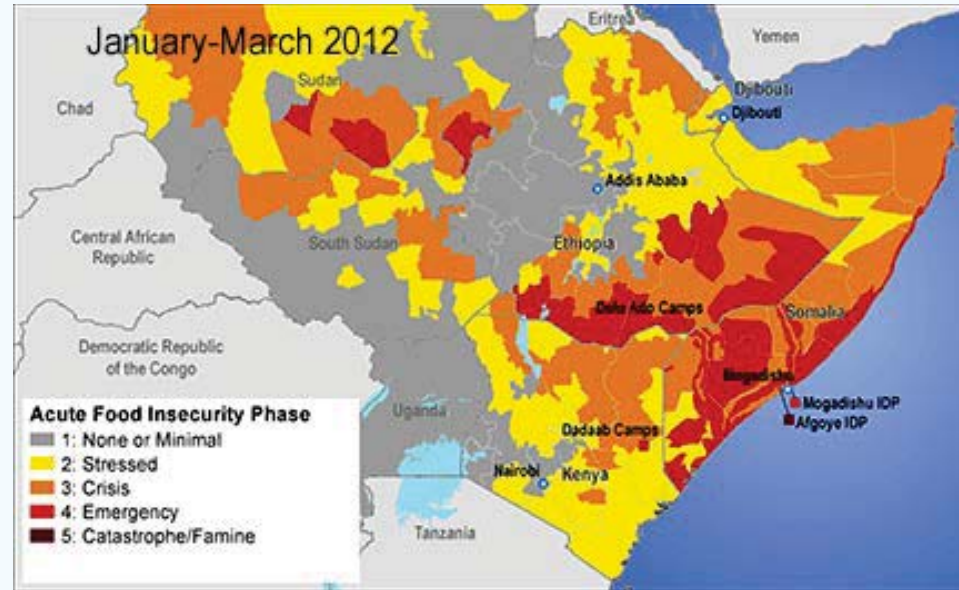 January-March 2012
Eritrea
Yemen
Sudan
Chad
Djibouti
Djibouti
Addis Ababa
Central African
Republic
South Sudan
Ethiopia
Dolo Ado Camps
Somalia
Democratic Republic
of the Congo
Mogadishu
Mogadishu IDP
Afgoye IDP
Uganda
Dadaab Camps
Nairobi
Kenya
Tanzania
Acute Food Insecurity Phase
1: None or Minimal
2: Stressed
3: Crisis
4: Emergency
5: Catastrophe/Famine